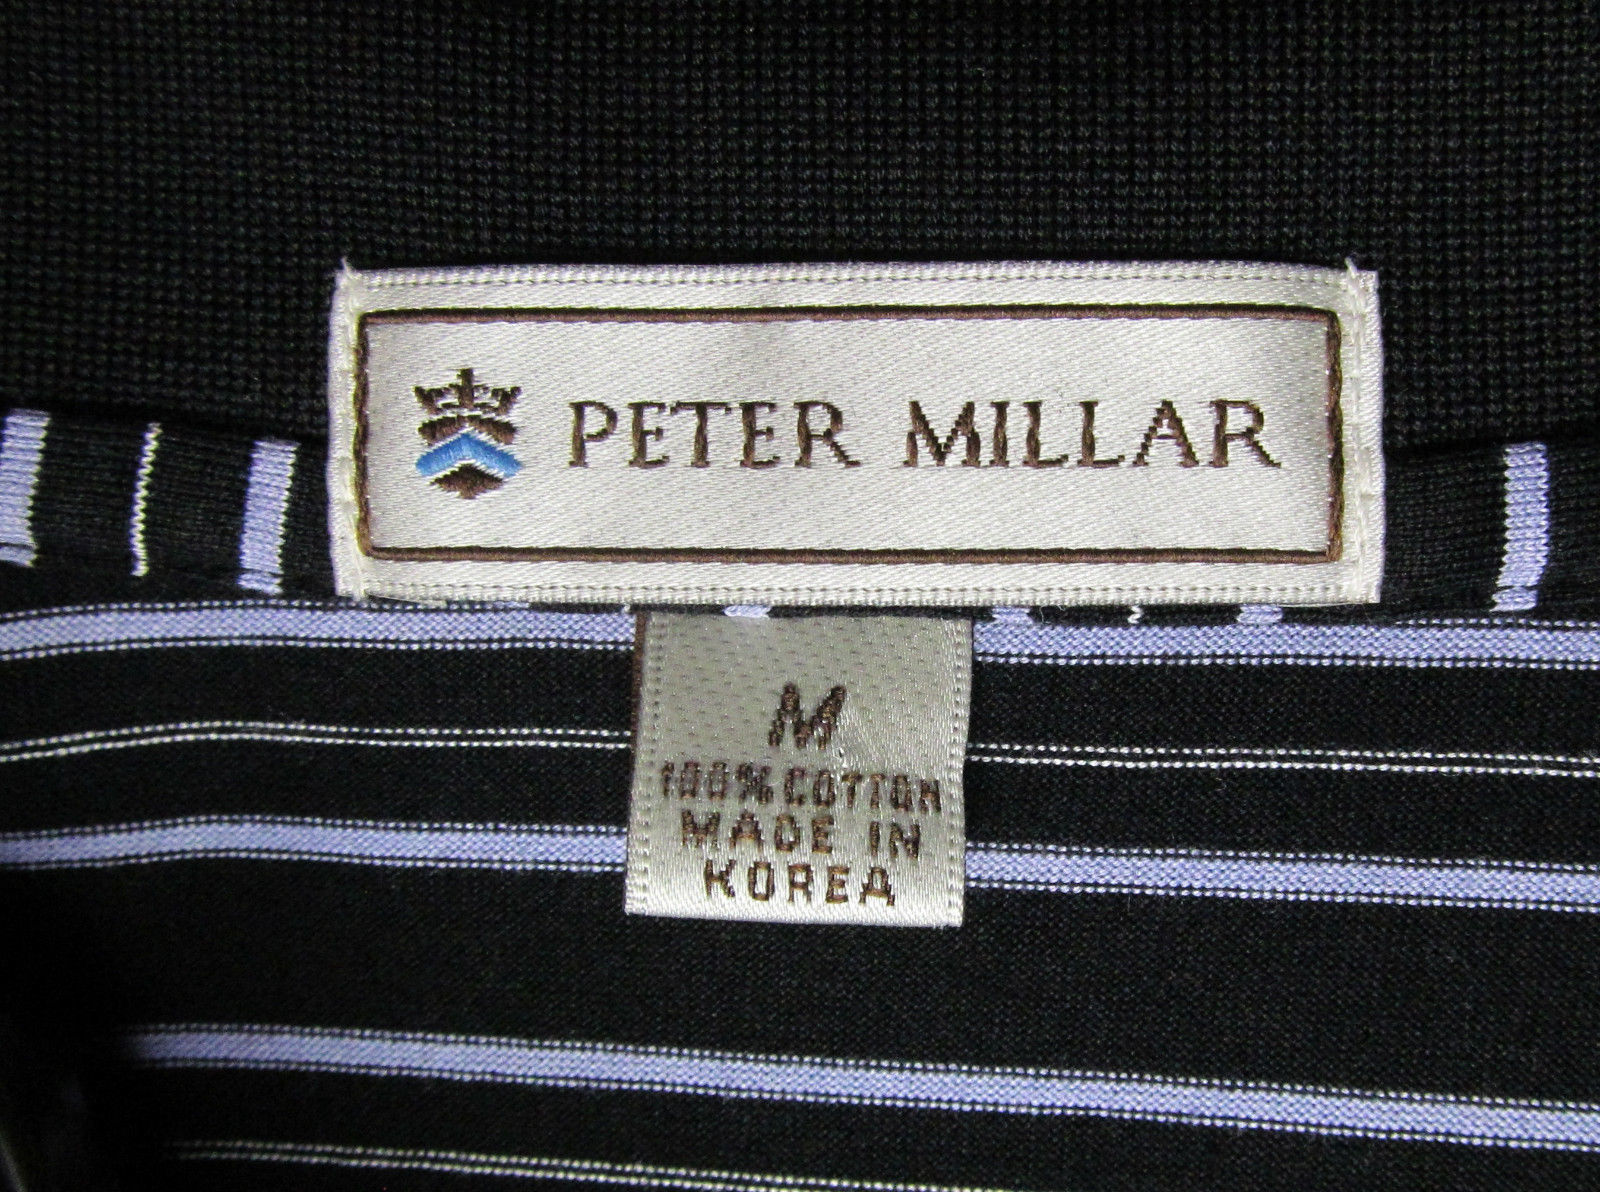 PETER MILLAR
M
100% COTTON
MADE IN
KOREA